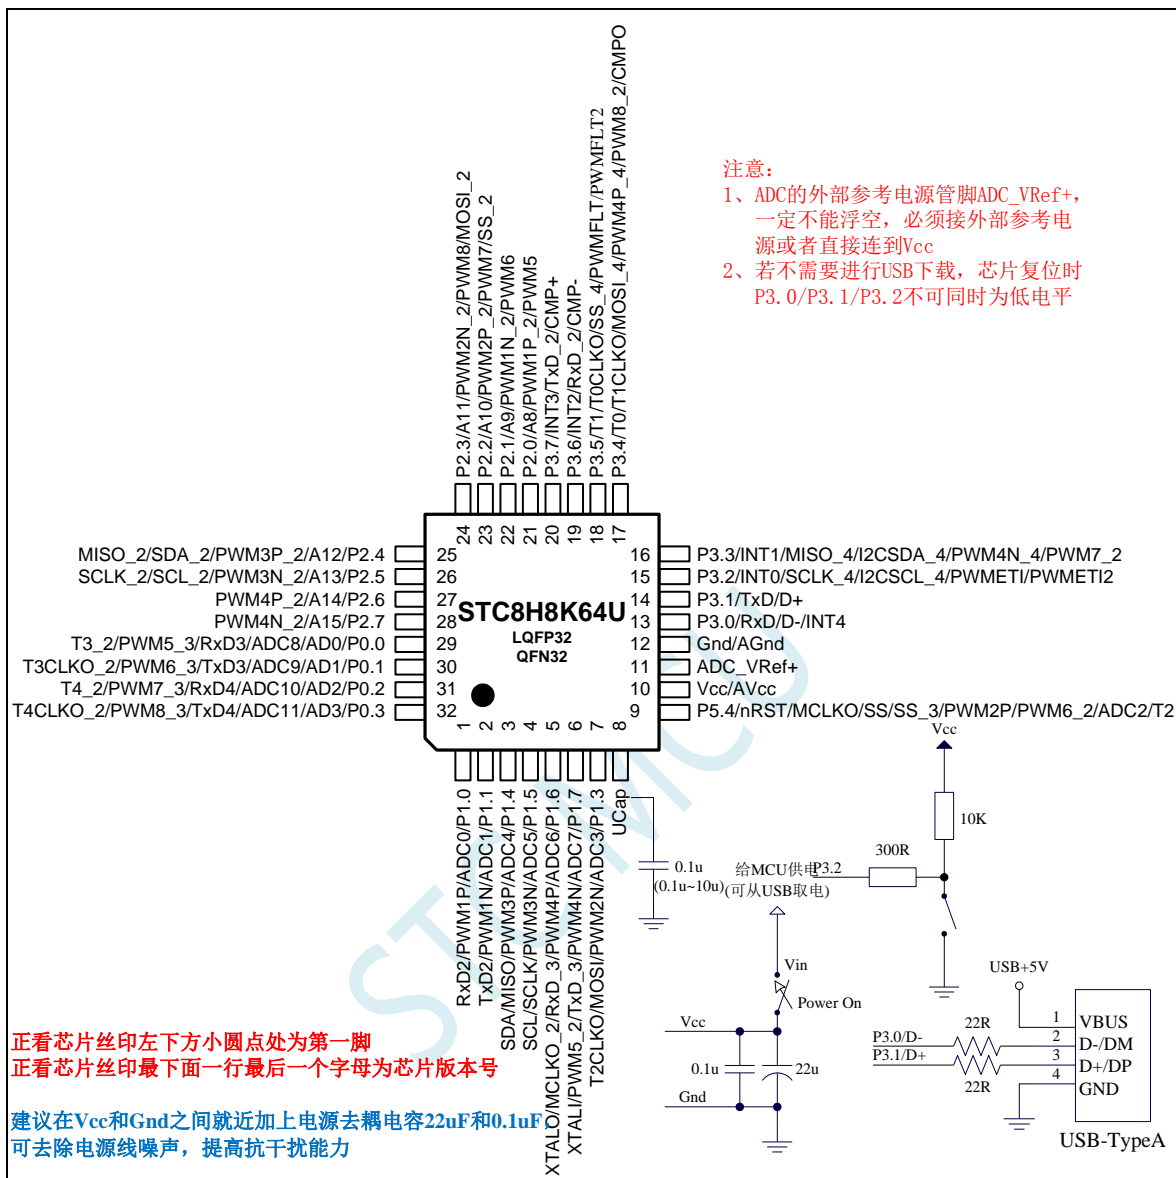 P2.3/A11/PWM2N_2/PWM8/MOSI_2
P2.2/A10/PWM2P_2/PWM7/SS_2
P2.1/A9/PWM1N_2/PWM6
P2.0/A8/PWM1P_2/PWM5
P3.7/INT3/TxD_2/CMP+
P3.6/INT2/RxD_2/CMP-
P3.5/T1/T0CLKO/SS_4/PWMFLT/PWMFLT2
P3.4/T0/T1CLKO/MOSI_4/PWM4P_4/PWM8_2/CMPO
注意：
1、ADC的外部参考电源管脚ADC_VRef+，
一定不能浮空，必须接外部参考电
源或者直接连到Vcc
2、若不需要进行USB下载，芯片复位时
P3.0/P3.1/P3.2不可同时为低电平
24 23 22 21 20 19 18 17
MISO_2/SDA_2/PWM3P_2/A12/P2.4 25
SCLK_2/SCL_2/PWM3N_2/A13/P2.5 26
PWM4P_2/A14/P2.6 27
PWM4N_2/A15/P2.7 28
T3_2/PWM5_3/RxD3/ADC8/AD0/P0.0 29
T3CLKO_2/PWM6_3/TxD3/ADC9/AD1/P0.1 30
T4_2/PWM7_3/RxD4/ADC10/AD2/P0.2 31
T4CLKO_2/PWM8_3/TxD4/ADC11/AD3/P0.3 32
STC8H8K64U
LQFP32
QFN32
16 P3.3/INT1/MISO_4/I2CSDA_4/PWM4N_4/PWM7_2
15 P3.2/INT0/SCLK_4/I2CSCL_4/PWMETI/PWMETI2
14 P3.1/TxD/D+
13 P3.0/RxD/D-/INT4
12 Gnd/AGnd
11 ADC_VRef+
10 Vcc/AVcc
9 P5.4/nRST/MCLKO/SS/SS_3/PWM2P/PWM6_2/ADC2/T2
1 2 3 4 5 6 7 8
RxD2/PWM1P/ADC0/P1.0
TxD2/PWM1N/ADC1/P1.1
SDA/MISO/PWM3P/ADC4/P1.4
SCL/SCLK/PWM3N/ADC5/P1.5
XTALO/MCLKO_2/RxD_3/PWM4P/ADC6/P1.6
XTALI/PWM5_2/TxD_3/PWM4N/ADC7/P1.7
T2CLKO/MOSI/PWM2N/ADC3/P1.3
UCap
0.1u
(0.1u~10u)
Vcc
10K
300R
P3.2
给MCU供电
(可从USB取电)
Vin
Power On
Vcc
0.1u
22u
Gnd
USB+5V
P3.0/D-
P3.1/D+
22R
22R
1 VBUS
2 D-/DM
3 D+/DP
4 GND
USB-TypeA
正看芯片丝印左下方小圆点处为第一脚
正看芯片丝印最下面一行最后一个字母为芯片版本号
建议在Vcc和Gnd之间就近加上电源去耦电容22uF和0.1uF，
可去除电源线噪声，提高抗干扰能力
STC MCU